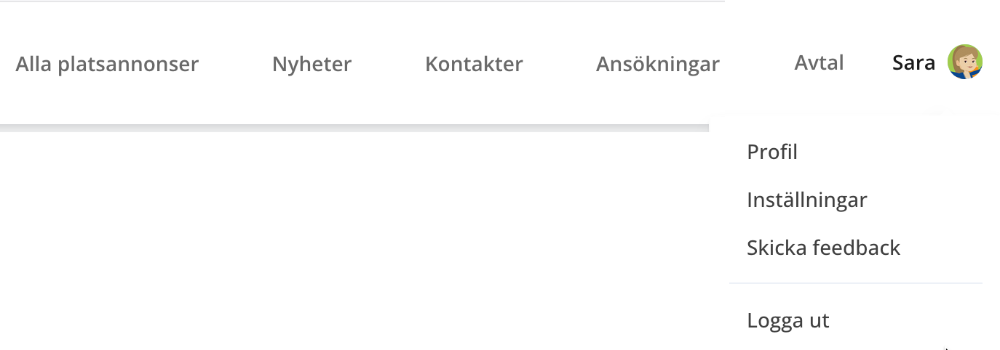 Alla platsannonser Nyheter Kontakter Ansökningar Avtal Sara
Profil
Inställningar
Skicka feedback
Logga ut